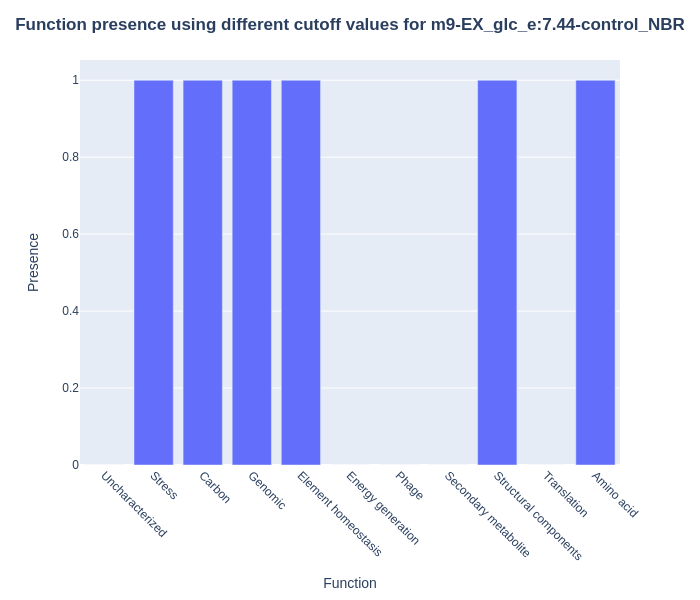 Function presence using different cutoff values for m9-EX_glc_e:7.44-control_NBR
1
0.8
0.6
0.4
0.2
0
Presence
Uncharacterized
Stress
Carbon
Genomic
Element homeostasis
Energy generation
Phage
Secondary metabolite
Structural components
Translation
Amino acid
Function